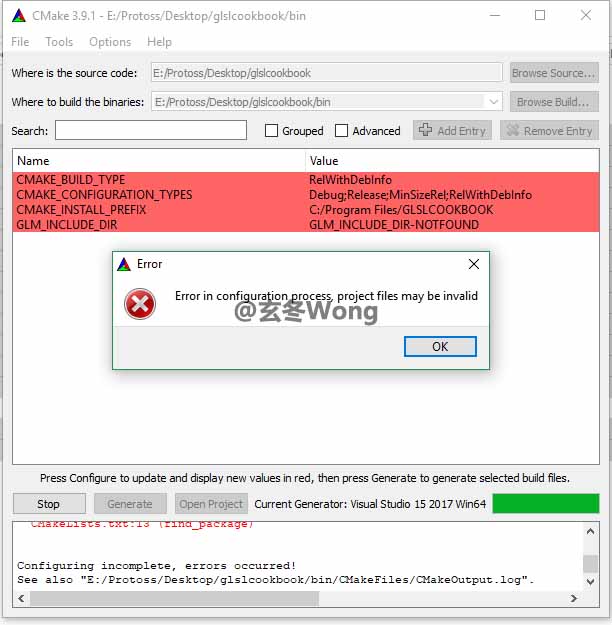 CMake 3.9.1 - E:/Protoss/Desktop/glslcookbook/bin
File Tools Options Help
Where is the source code: E:/Protoss/Desktop/glslcookbook Browse Source...
Where to build the binaries: E:/Protoss/Desktop/glslcookbook/bin Browse Build...
Search: Grouped Advanced Add Entry Remove Entry
Name Value
CMAKE_BUILD_TYPE RelWithDebInfo
CMAKE_CONFIGURATION_TYPES Debug;Release;MinSizeRel;RelWithDebInfo
CMAKE_INSTALL_PREFIX C:/Program Files/GLSLCOOKBOOK
GLM_INCLUDE_DIR GLM_INCLUDE_DIR-NOTFOUND
Error
Error in configuration process, project files may be invalid
@玄冬Wong
OK
Press Configure to update and display new values in red, then press Generate to generate selected build files.
Stop Generate Open Project Current Generator: Visual Studio 15 2017 Win64
CMakeLists.txt:13 (find_package)
Configuring incomplete, errors occurred!
See also "E:/Protoss/Desktop/glslcookbook/bin/CMakeFiles/CMakeOutput.log".